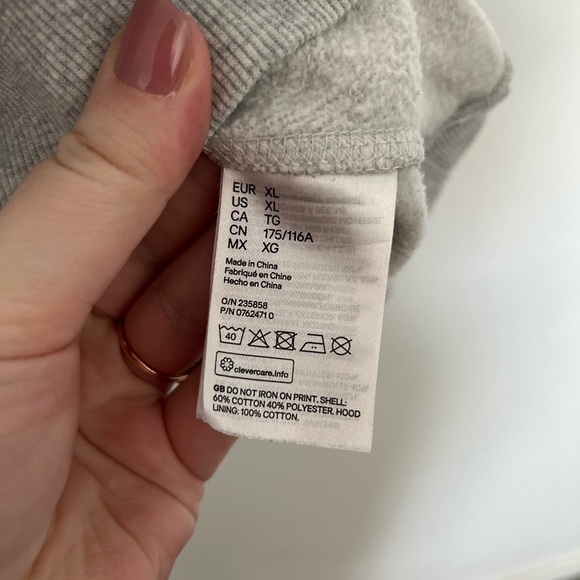 EUR XL
US XL
CA TG
CN 175/116A
MX XG
Made in China
Fabriqué en Chine
Hecho en China
O/N 235858
P/N 0762471 0
40
clevercare.info
GB DO NOT IRON ON PRINT. SHELL:
60% COTTON 40% POLYESTER. HOOD
LINING: 100% COTTON.